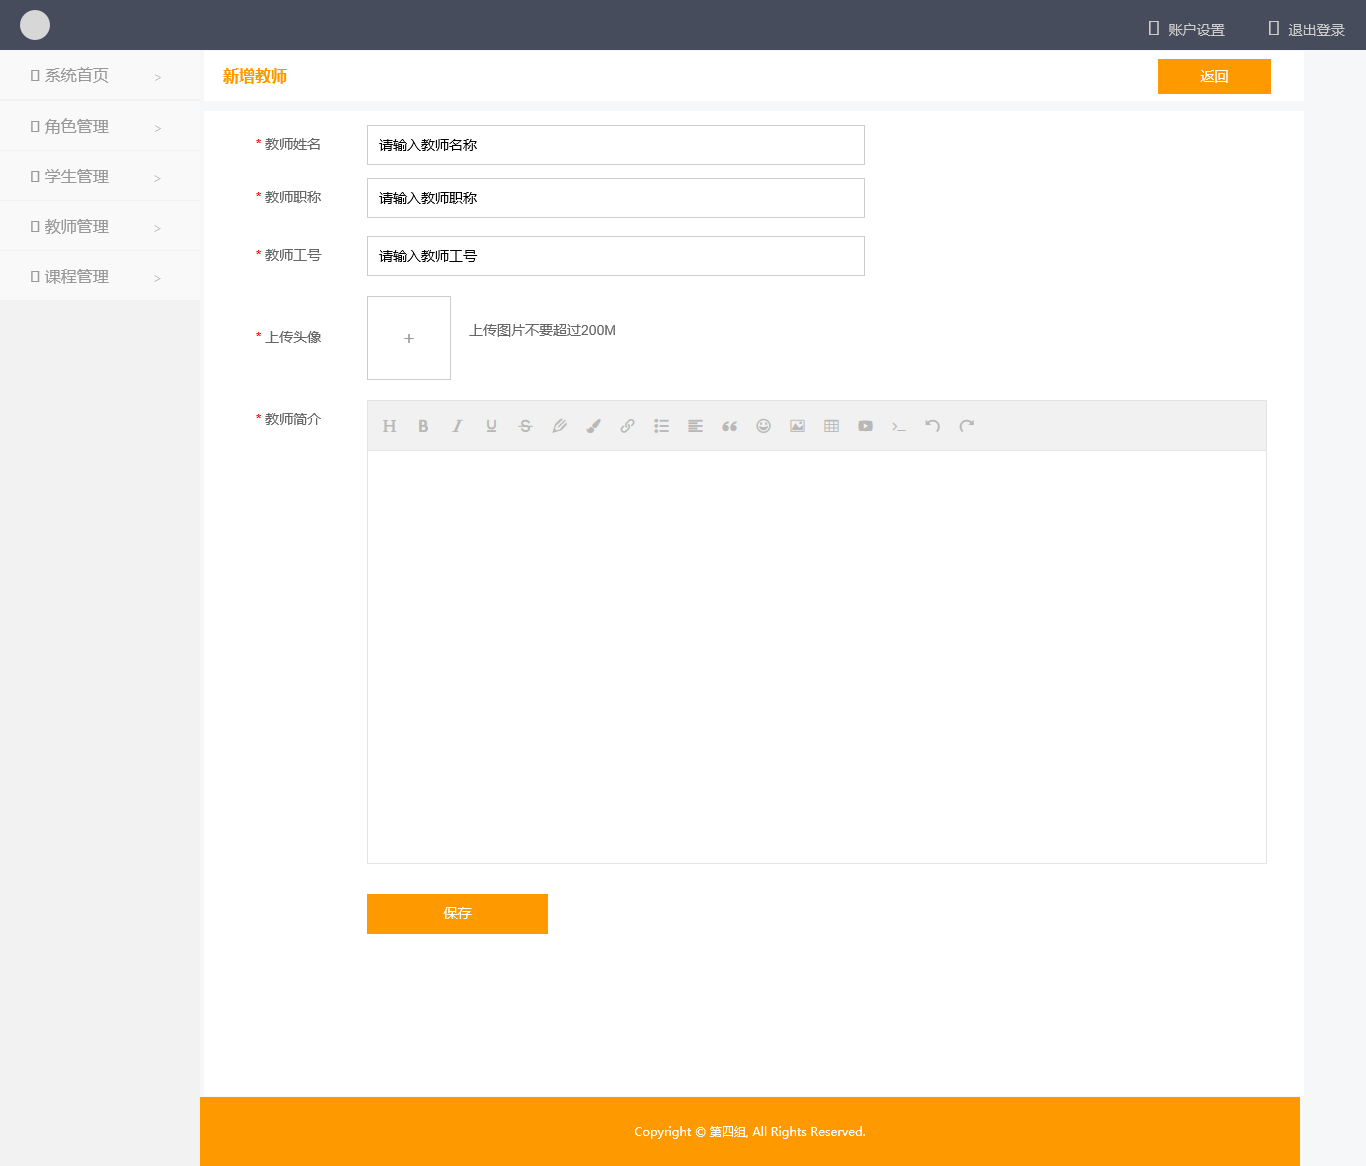 账户设置 退出登录
系统首页 >
角色管理 >
学生管理 >
教师管理 >
课程管理 >
新增教师 返回
* 教师姓名 请输入教师名称
* 教师职称 请输入教师职称
* 教师工号 请输入教师工号
* 上传头像 + 上传图片不要超过200M
* 教师简介
保存
Copyright © 第四组, All Rights Reserved.